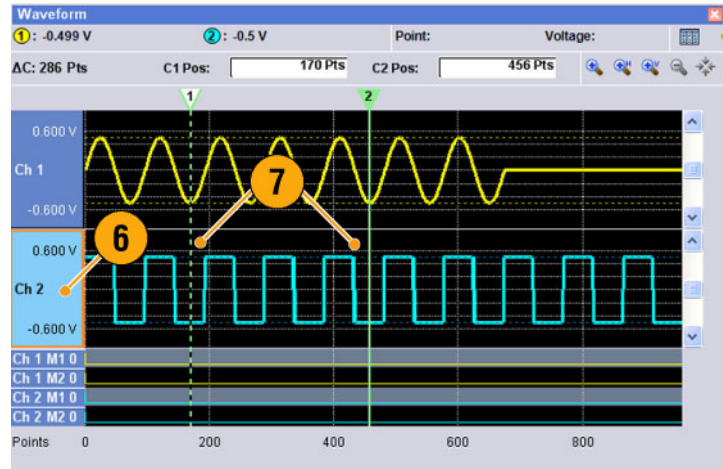 Waveform
1 : -0.499 V 2 : -0.5 V Point: Voltage:
ΔC: 286 Pts C1 Pos: 170 Pts C2 Pos: 456 Pts
1 2
0.600 V
Ch 1
-0.600 V
7
6
0.600 V
Ch 2
-0.600 V
Ch 1 M1 0
Ch 1 M2 0
Ch 2 M1 0
Ch 2 M2 0
Points 0 200 400 600 800